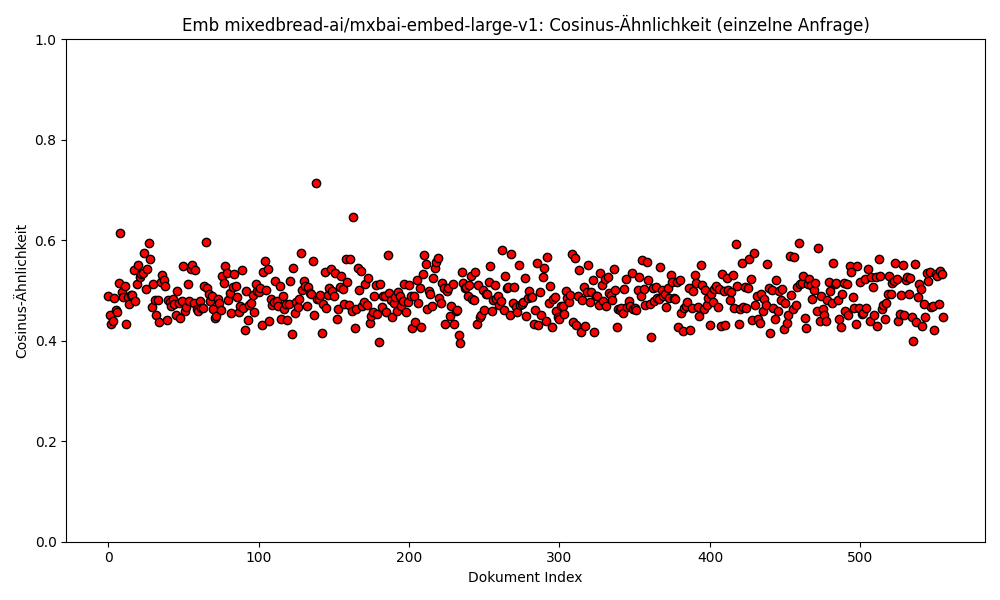 Emb mixedbread-ai/mxbai-embed-large-v1: Cosinus-Ähnlichkeit (einzelne Anfrage)
Cosinus-Ähnlichkeit
1.0
0.8
0.6
0.4
0.2
0.0
0 100 200 300 400 500
Dokument Index